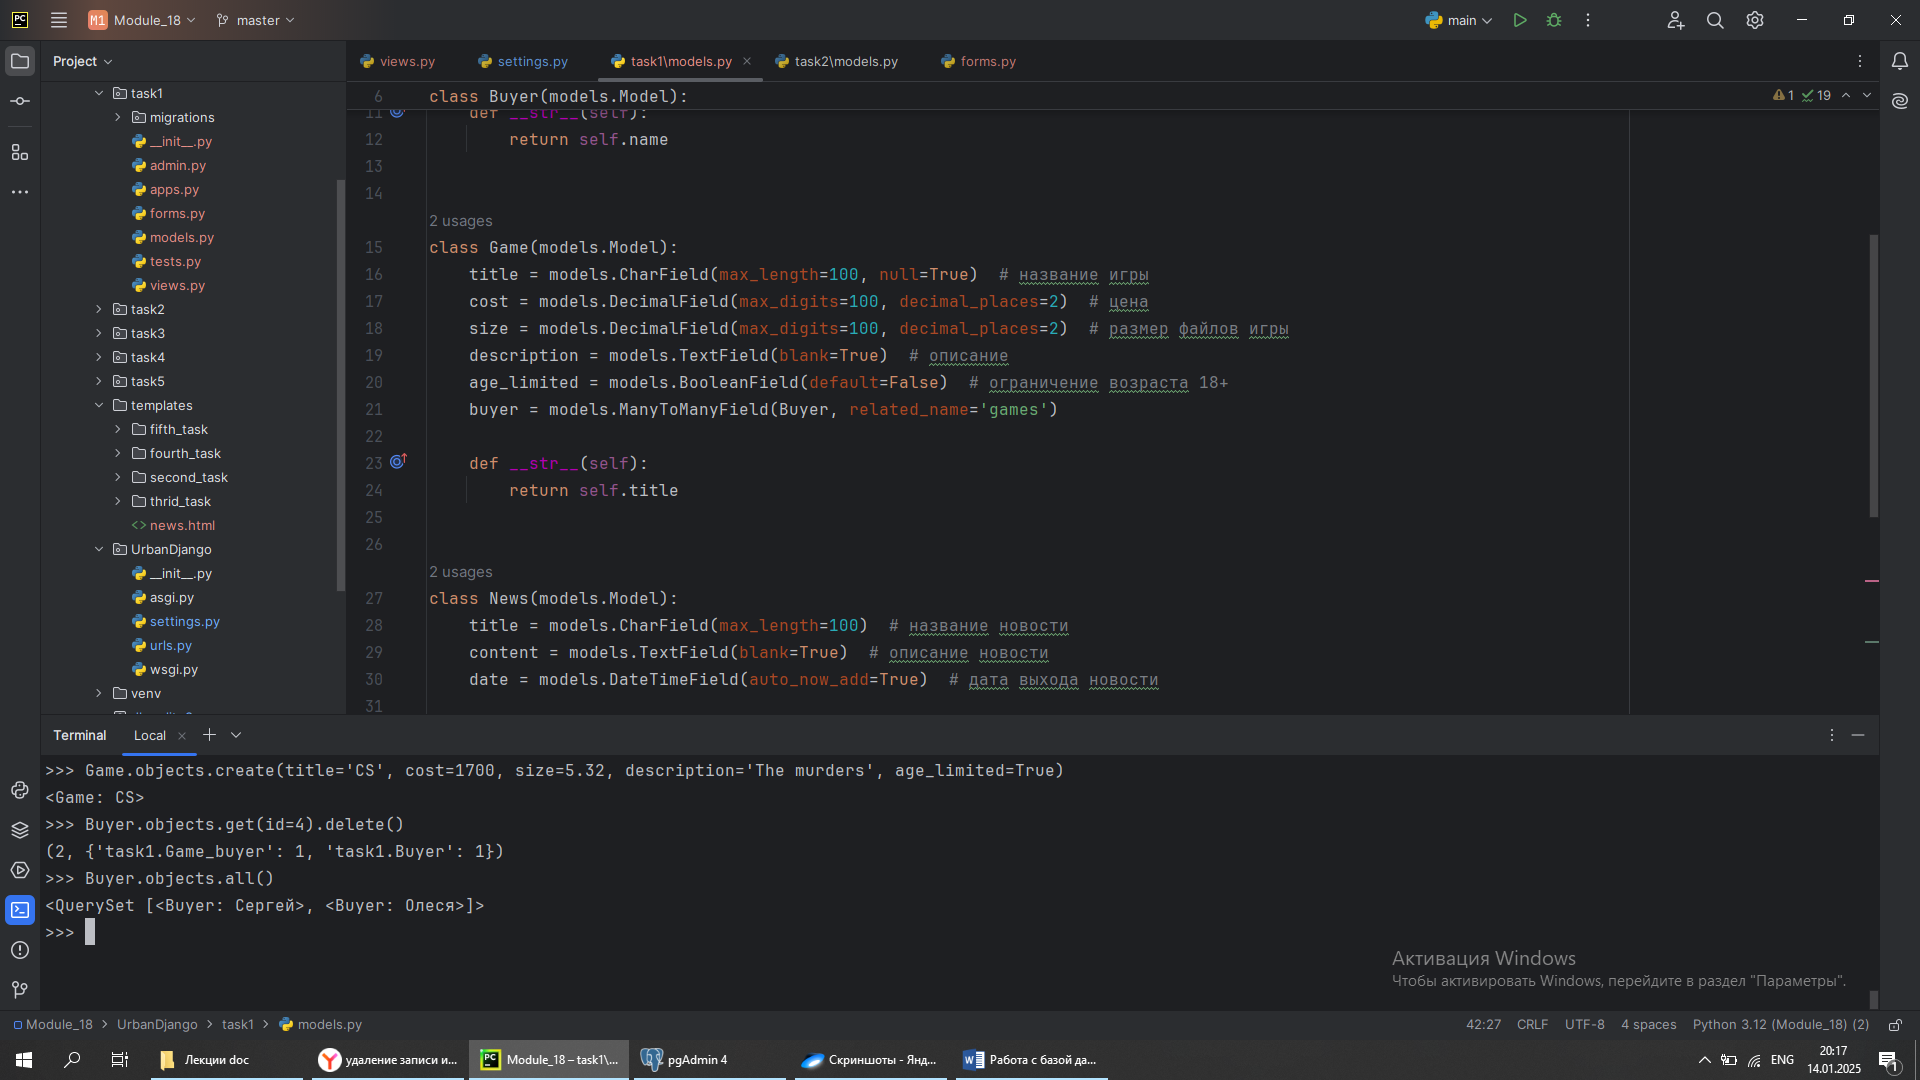 PC M1 Module_18 master main
Project
views.py settings.py task1\models.py task2\models.py forms.py
task1
migrations
__init__.py
admin.py
apps.py
forms.py
models.py
tests.py
views.py
task2
task3
task4
task5
templates
fifth_task
fourth_task
second_task
thrid_task
<> news.html
UrbanDjango
__init__.py
asgi.py
settings.py
urls.py
wsgi.py
venv
6 class Buyer(models.Model): 1 19
11 def __str__(self):
12 return self.name
13
14
2 usages
15 class Game(models.Model):
16 title = models.CharField(max_length=100, null=True) # название игры
17 cost = models.DecimalField(max_digits=100, decimal_places=2) # цена
18 size = models.DecimalField(max_digits=100, decimal_places=2) # размер файлов игры
19 description = models.TextField(blank=True) # описание
20 age_limited = models.BooleanField(default=False) # ограничение возраста 18+
21 buyer = models.ManyToManyField(Buyer, related_name='games')
22
23 def __str__(self):
24 return self.title
25
26
2 usages
27 class News(models.Model):
28 title = models.CharField(max_length=100) # название новости
29 content = models.TextField(blank=True) # описание новости
30 date = models.DateTimeField(auto_now_add=True) # дата выхода новости
31
Terminal Local
>>> Game.objects.create(title='CS', cost=1700, size=5.32, description='The murders', age_limited=True)
<Game: CS>
>>> Buyer.objects.get(id=4).delete()
(2, {'task1.Game_buyer': 1, 'task1.Buyer': 1})
>>> Buyer.objects.all()
<QuerySet [<Buyer: Сергей>, <Buyer: Олеся>]>
>>>
Активация Windows
Чтобы активировать Windows, перейдите в раздел "Параметры".
Module_18 > UrbanDjango > task1 > models.py 42:27 CRLF UTF-8 4 spaces Python 3.12 (Module_18) (2)
Лекции doc удаление записи и... Module_18 – task1\... pgAdmin 4 Скриншоты - Янд... Работа с базой да... ENG 20:17
14.01.2025 1